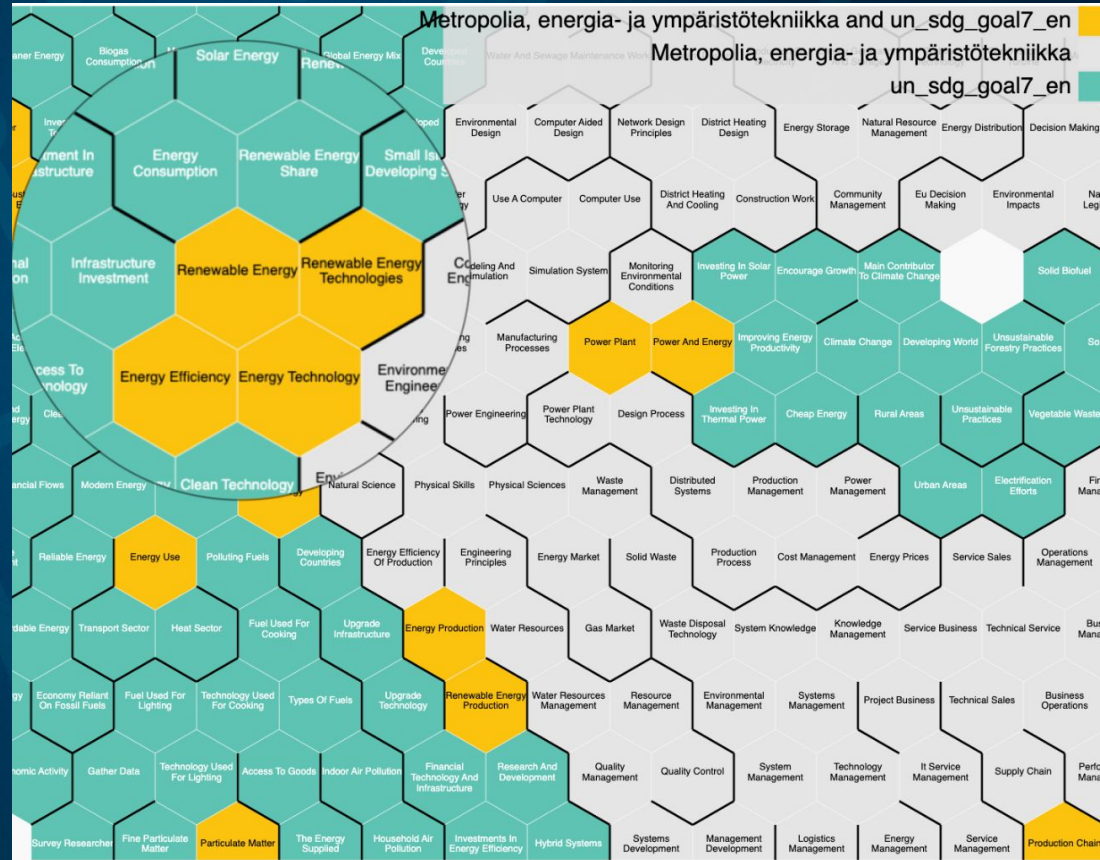 Metropolia, energia- ja ympäristötekniikka and un_sdg_goal7_en
Metropolia, energia- ja ympäristötekniikka
un_sdg_goal7_en
Biogas
Consumption
Solar Energy
Global Energy Mix
Water And Sewage Maintenance Work
Energy
Consumption
Renewable Energy
Share
Infrastructure
Investment
Renewable Energy
Renewable Energy
Technologies
Energy Efficiency
Energy Technology
Clean Technology
Environmental
Design
Computer Aided
Design
Network Design
Principles
District Heating
Design
Energy Storage
Natural Resource
Management
Energy Distribution
Decision Making
Use A Computer
Computer Use
District Heating
And Cooling
Construction Work
Community
Management
Eu Decision
Making
Environmental
Impacts
Simulation System
Monitoring
Environmental
Conditions
Investing In Solar
Power
Encourage Growth
Main Contributor
To Climate Change
Solid Biofuel
Manufacturing
Processes
Power Plant
Power And Energy
Improving Energy
Productivity
Climate Change
Developing World
Unsustainable
Forestry Practices
Power Engineering
Power Plant
Technology
Design Process
Investing In
Thermal Power
Cheap Energy
Rural Areas
Unsustainable
Practices
Vegetable Waste
Modern Energy
Natural Science
Physical Skills
Physical Sciences
Waste
Management
Distributed
Systems
Production
Management
Power
Management
Urban Areas
Electrification
Efforts
Reliable Energy
Energy Use
Polluting Fuels
Developing
Countries
Energy Efficiency
Of Production
Engineering
Principles
Energy Market
Solid Waste
Production
Process
Cost Management
Energy Prices
Service Sales
Operations
Management
Transport Sector
Heat Sector
Fuel Used For
Cooking
Upgrade
Infrastructure
Energy Production
Water Resources
Gas Market
Waste Disposal
Technology
System Knowledge
Knowledge
Management
Service Business
Technical Service
Economy Reliant
On Fossil Fuels
Fuel Used For
Lighting
Technology Used
For Cooking
Types Of Fuels
Upgrade
Technology
Renewable Energy
Production
Water Resources
Management
Resource
Management
Environmental
Management
Systems
Management
Project Business
Technical Sales
Business
Operations
Gather Data
Technology Used
For Lighting
Access To Goods
Indoor Air Pollution
Financial
Technology And
Infrastructure
Research And
Development
Quality
Management
Quality Control
System
Management
Technology
Management
It Service
Management
Supply Chain
Survey Researcher
Fine Particulate
Matter
Particulate Matter
The Energy
Supplied
Household Air
Pollution
Investments In
Energy Efficiency
Hybrid Systems
Systems
Development
Management
Development
Logistics
Management
Energy
Management
Service
Management
Production Chain